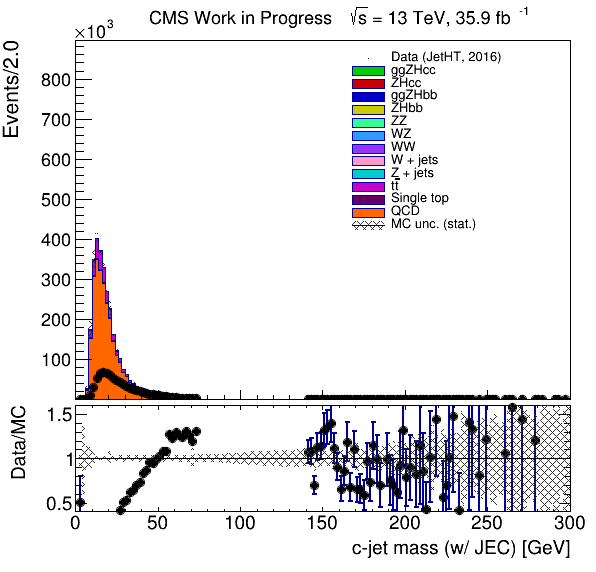 CMS Work in Progress √s = 13 TeV, 35.9 fb⁻¹
×10³
Events/2.0
800
700
600
500
400
300
200
100
Data (JetHT, 2016)
ggZHcc
ZHcc
ggZHbb
ZHbb
ZZ
WZ
WW
W + jets
Z + jets
tt̅
Single top
QCD
MC unc. (stat.)
Data/MC
1.5
1
0.5
0 50 100 150 200 250 300
c-jet mass (w/ JEC) [GeV]